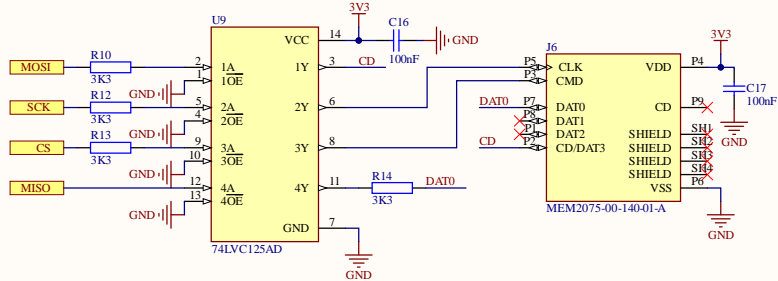 U9
3V3
C16
100nF
GND
VCC
14
MOSI
R10
3K3
2
1A
1
1OE
GND
1Y
3
CD
SCK
R12
3K3
5
2A
4
2OE
GND
2Y
6
CS
R13
3K3
9
3A
10
3OE
GND
3Y
8
MISO
12
4A
13
4OE
GND
4Y
11
R14
3K3
DAT0
GND
7
GND
74LVC125AD
J6
P5
CLK
P3
CMD
DAT0
P7
DAT0
P8
DAT1
P1
DAT2
CD
P2
CD/DAT3
VDD
P4
3V3
C17
100nF
GND
CD
P9
SHIELD
SH1
SHIELD
SH2
SHIELD
SH3
SHIELD
SH4
VSS
P6
GND
MEM2075-00-140-01-A